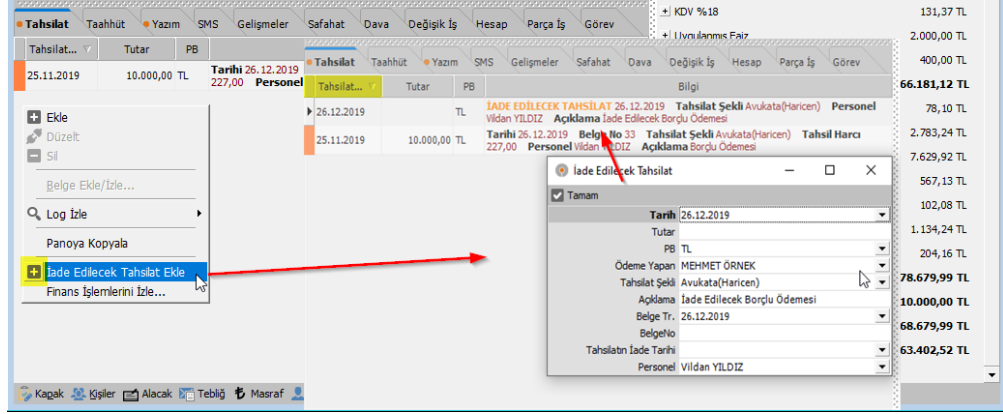 Tahsilat Taahhüt Yazım SMS Gelişmeler Safahat Dava Değişik İş Hesap Parça İş Görev
Tahsilat... Tutar PB
25.11.2019 10.000,00 TL Tarihi 26.12.2019
227,00 Personel
Ekle
Düzelt
Sil
Belge Ekle/İzle...
Log İzle
Panoya Kopyala
İade Edilecek Tahsilat Ekle
Finans İşlemlerini İzle...
Tahsilat Taahhüt Yazım SMS Gelişmeler Safahat Dava Değişik İş Hesap Parça İş Görev
Tahsilat... Tutar PB Bilgi
26.12.2019 TL İADE EDİLECEK TAHSİLAT 26.12.2019 Tahsilat Şekli Avukata(Haricen) Personel
Vildan YILDIZ Açıklama İade Edilecek Borçlu Ödemesi
25.11.2019 10.000,00 TL Tarihi 26.12.2019 Belge No 33 Tahsilat Şekli Avukata(Haricen) Tahsil Harcı
227,00 Personel Vildan YILDIZ Açıklama Borçlu Ödemesi
İade Edilecek Tahsilat
Tamam
Tarih 26.12.2019
Tutar
PB TL
Ödeme Yapan MEHMET ÖRNEK
Tahsilat Şekli Avukata(Haricen)
Açıklama İade Edilecek Borçlu Ödemesi
Belge Tr. 26.12.2019
BelgeNo
Tahsilatın İade Tarihi
Personel Vildan YILDIZ
KDV %18 131,37 TL
Uygulanmış Faiz 2.000,00 TL
400,00 TL
66.181,12 TL
78,10 TL
2.783,24 TL
7.629,92 TL
567,13 TL
102,08 TL
1.134,24 TL
204,16 TL
78.679,99 TL
10.000,00 TL
68.679,99 TL
63.402,52 TL
Kapak Kişiler Alacak Tebliğ Masraf